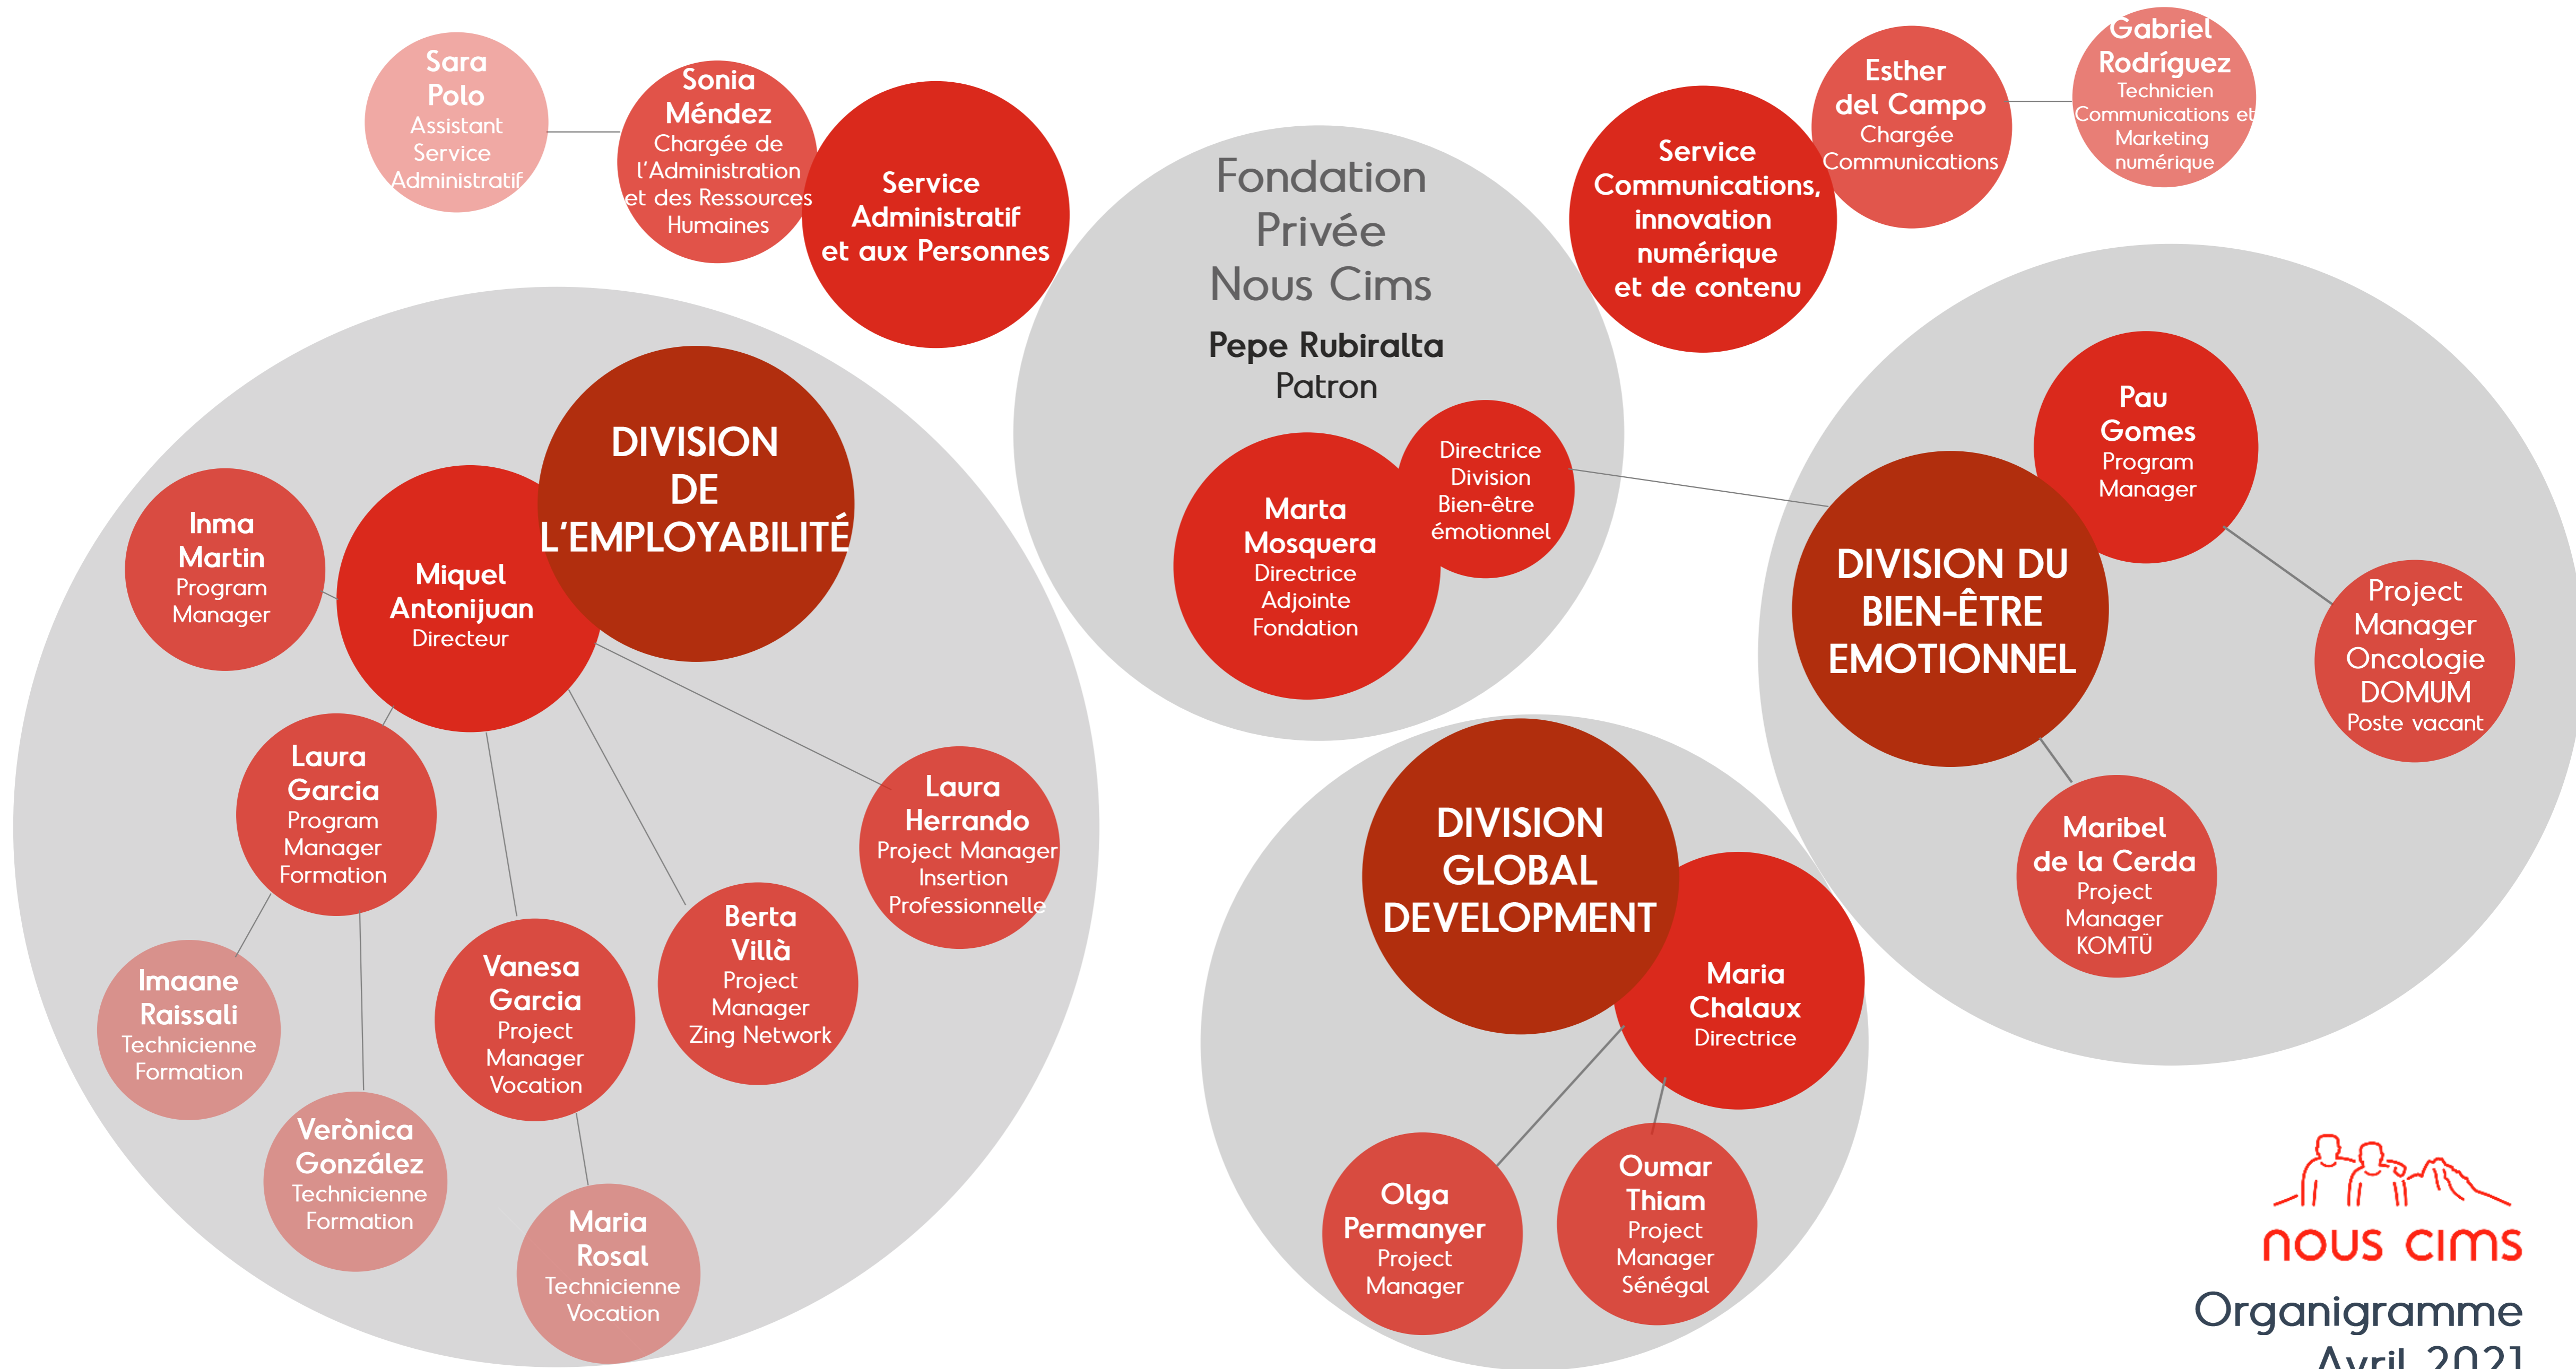 Sara
Polo
Assistant
Service
Administratif
Sonia
Méndez
Chargée de
l'Administration
et des Ressources
Humaines
Service
Administratif
et aux Personnes
Fondation
Privée
Nous Cims
Pepe Rubiralta
Patron
Marta
Mosquera
Directrice
Adjointe
Fondation
Directrice
Division
Bien-être
émotionnel
Service
Communications,
innovation
numérique
et de contenu
Esther
del Campo
Chargée
Communications
Gabriel
Rodríguez
Technicien
Communications et
Marketing
numérique
DIVISION
DE
L'EMPLOYABILITÉ
Miquel
Antonijuan
Directeur
Inma
Martin
Program
Manager
Laura
Garcia
Program
Manager
Formation
Imaane
Raissali
Technicienne
Formation
Verònica
González
Technicienne
Formation
Vanesa
Garcia
Project
Manager
Vocation
Maria
Rosal
Technicienne
Vocation
Berta
Villà
Project
Manager
Zing Network
Laura
Herrando
Project Manager
Insertion
Professionnelle
DIVISION
GLOBAL
DEVELOPMENT
Maria
Chalaux
Directrice
Olga
Permanyer
Project
Manager
Oumar
Thiam
Project
Manager
Sénégal
DIVISION DU
BIEN-ÊTRE
EMOTIONNEL
Pau
Gomes
Program
Manager
Project
Manager
Oncologie
DOMUM
Poste vacant
Maribel
de la Cerda
Project
Manager
KOMTÜ
nous cims
Organigramme
Avril 2021